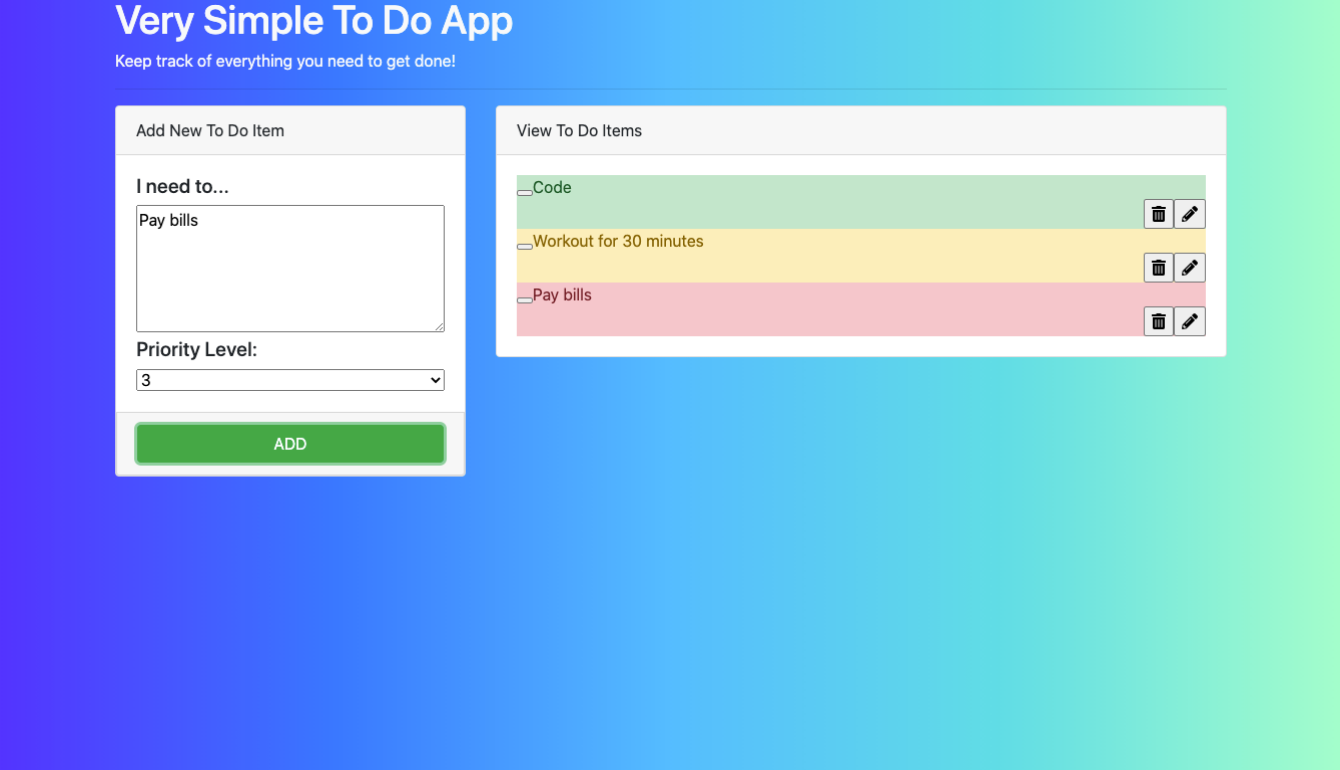 Very Simple To Do App
Keep track of everything you need to get done!
Add New To Do Item
I need to...
Pay bills
Priority Level:
3
ADD
View To Do Items
Code
Workout for 30 minutes
Pay bills